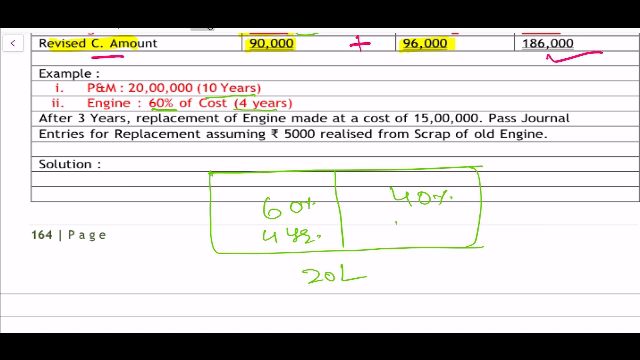 Revised C. Amount 90,000 + 96,000 186,000
Example :
i. P&M : 20,00,000 (10 Years)
ii. Engine : 60% of Cost (4 years)
After 3 Years, replacement of Engine made at a cost of 15,00,000. Pass Journal
Entries for Replacement assuming ₹ 5000 realised from Scrap of old Engine.
Solution :
60% 40%
4 yr.
164 | Page
20L